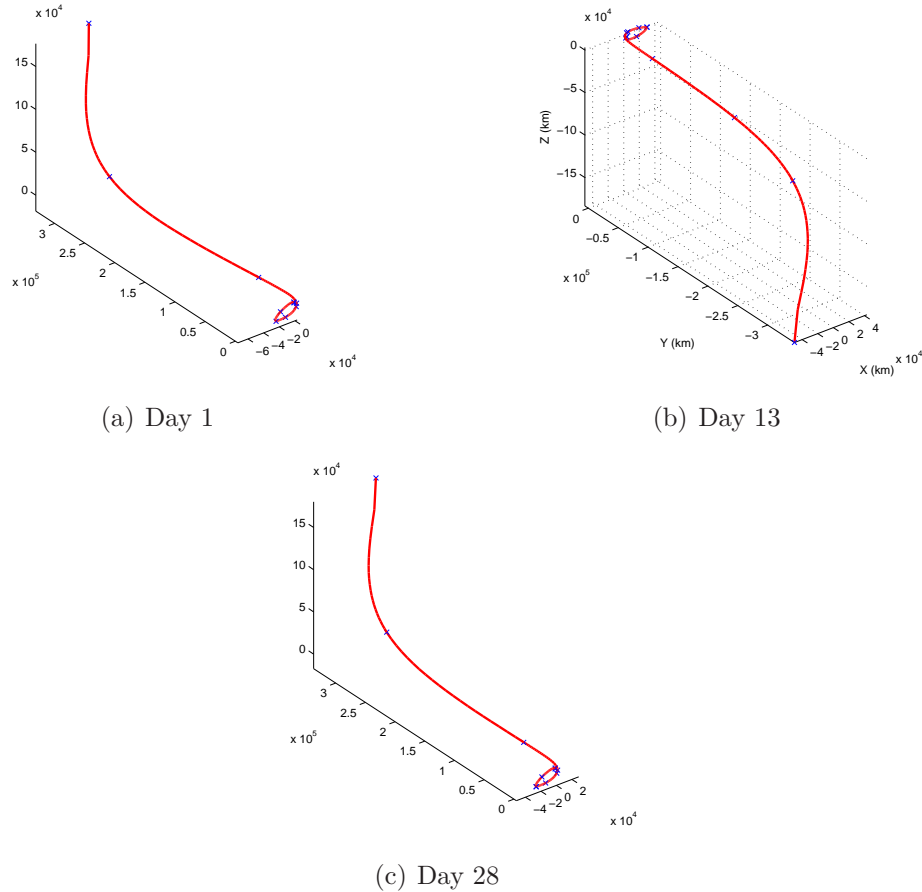 x 10^4
15
10
5
0
3
2.5
2
1.5
1
0.5
0
x 10^5
−6 −4 −2 0
x 10^4
(a) Day 1
x 10^4
0
−5
−10
−15
Z (km)
0
−0.5
−1
−1.5
−2
−2.5
−3
x 10^5
Y (km)
−4 −2 0 2 4
X (km)
x 10^4
(b) Day 13
x 10^4
15
10
5
0
3
2.5
2
1.5
1
0.5
0
x 10^5
−4 −2 0 2
x 10^4
(c) Day 28